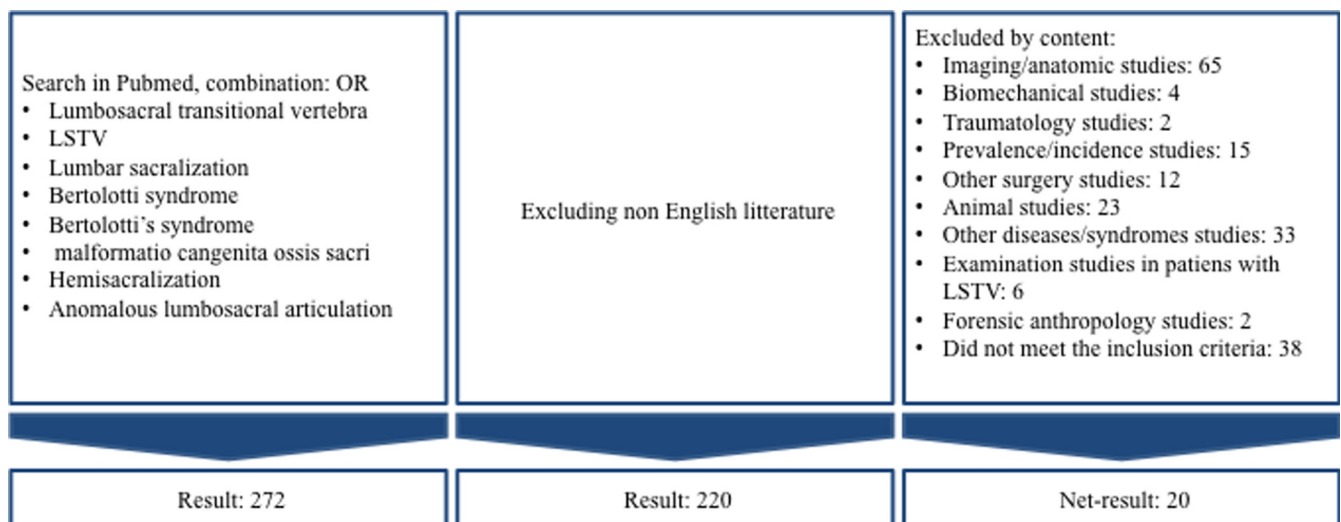 Search in Pubmed, combination: OR
• Lumbosacral transitional vertebra
• LSTV
• Lumbar sacralization
• Bertolotti syndrome
• Bertolotti's syndrome
• malformatio cangenita ossis sacri
• Hemisacralization
• Anomalous lumbosacral articulation
Result: 272
Excluding non English litterature
Result: 220
Excluded by content:
• Imaging/anatomic studies: 65
• Biomechanical studies: 4
• Traumatology studies: 2
• Prevalence/incidence studies: 15
• Other surgery studies: 12
• Animal studies: 23
• Other diseases/syndromes studies: 33
• Examination studies in patiens with
LSTV: 6
• Forensic anthropology studies: 2
• Did not meet the inclusion criteria: 38
Net-result: 20